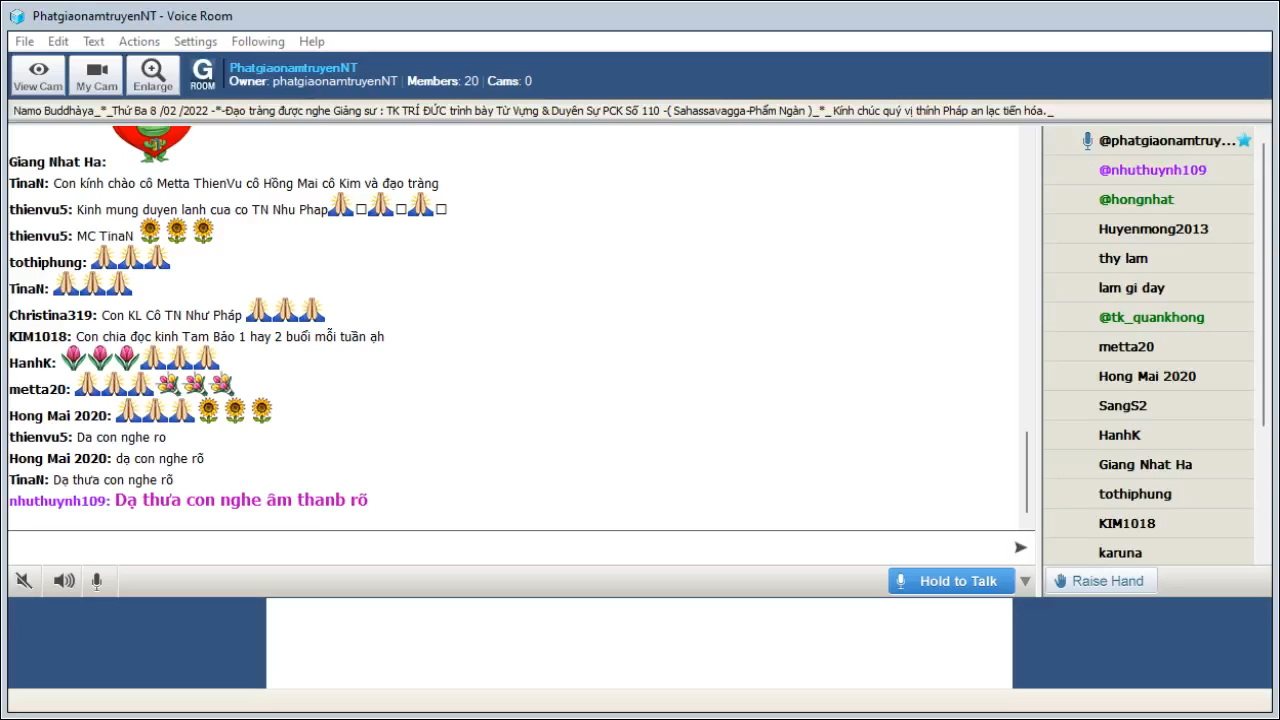 PhatgiaonamtruyenNT - Voice Room
File Edit Text Actions Settings Following Help
View Cam My Cam Enlarge G ROOM
PhatgiaonamtruyenNT
Owner: phatgiaonamtruyenNT Members: 20 Cams: 0
Namo Buddhàya_*_Thứ Ba 8 /02 /2022 -*-Đạo tràng được nghe Giảng sư : TK TRÍ ĐỨC trình bày Từ Vựng & Duyên Sự PCK Số 110 -( Sahassavagga-Phẩm Ngàn )_*_Kính chúc quý vị thính Pháp an lạc tiến hóa._
Giang Nhat Ha:
TinaN: Con kính chào cô Metta ThienVu cô Hồng Mai cô Kim và đạo tràng
thienvu5: Kinh mung duyen lanh cua co TN Nhu Phap
thienvu5: MC TinaN
tothiphung:
TinaN:
Christina319: Con KL Cô TN Như Pháp
KIM1018: Con chia đọc kinh Tam Bảo 1 hay 2 buổi mỗi tuần ạh
HanhK:
metta20:
Hong Mai 2020:
thienvu5: Da con nghe ro
Hong Mai 2020: dạ con nghe rõ
TinaN: Dạ thưa con nghe rõ
nhuthuynh109: Dạ thưa con nghe âm thanb rõ
Hold to Talk
@phatgiaonamtruy...
@nhuthuynh109
@hongnhat
Huyenmong2013
thy lam
lam gi day
@tk_quankhong
metta20
Hong Mai 2020
SangS2
HanhK
Giang Nhat Ha
tothiphung
KIM1018
karuna
Raise Hand